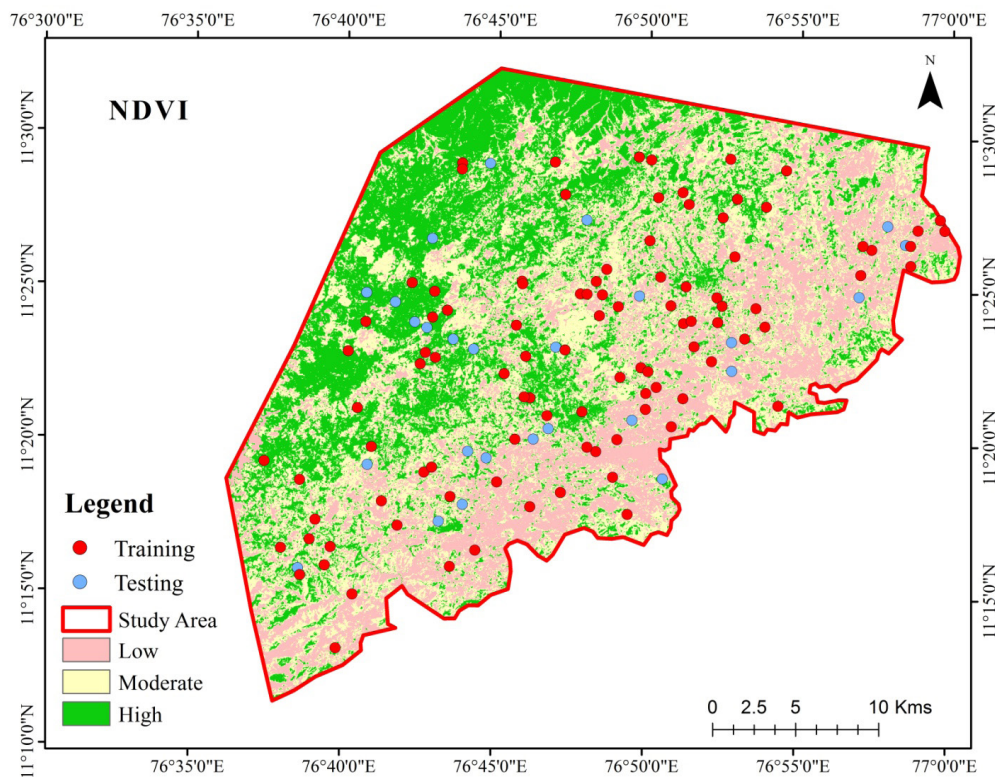 76°30'0"E 76°35'0"E 76°40'0"E 76°45'0"E 76°50'0"E 76°55'0"E 77°0'0"E
N
NDVI
11°30'0"N
11°30'0"N
11°25'0"N
11°25'0"N
11°20'0"N
11°20'0"N
11°15'0"N
11°15'0"N
11°10'0"N
Legend
Training
Testing
Study Area
Low
Moderate
High
0 2.5 5 10 Kms
76°35'0"E 76°40'0"E 76°45'0"E 76°50'0"E 76°55'0"E 77°0'0"E